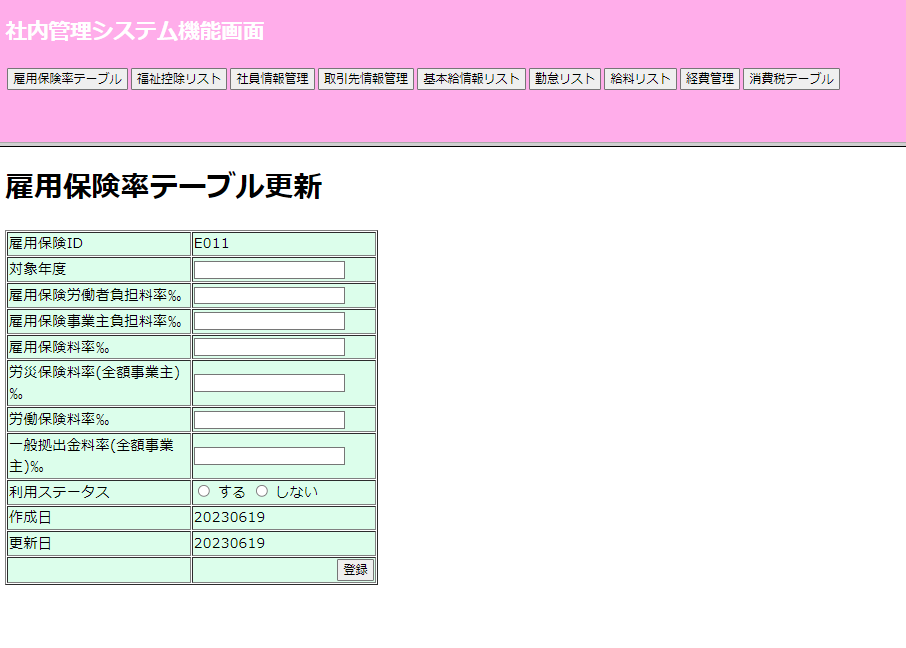 社内管理システム機能画面
雇用保険率テーブル 福祉控除リスト 社員情報管理 取引先情報管理 基本給情報リスト 勤怠リスト 給料リスト 経費管理 消費税テーブル
雇用保険率テーブル更新
雇用保険ID E011
対象年度
雇用保険労働者負担料率‰
雇用保険事業主負担料率‰
雇用保険料率‰
労災保険料率(全額事業主)
‰
労働保険料率‰
一般拠出金料率(全額事業
主)‰
利用ステータス する しない
作成日 20230619
更新日 20230619
登録